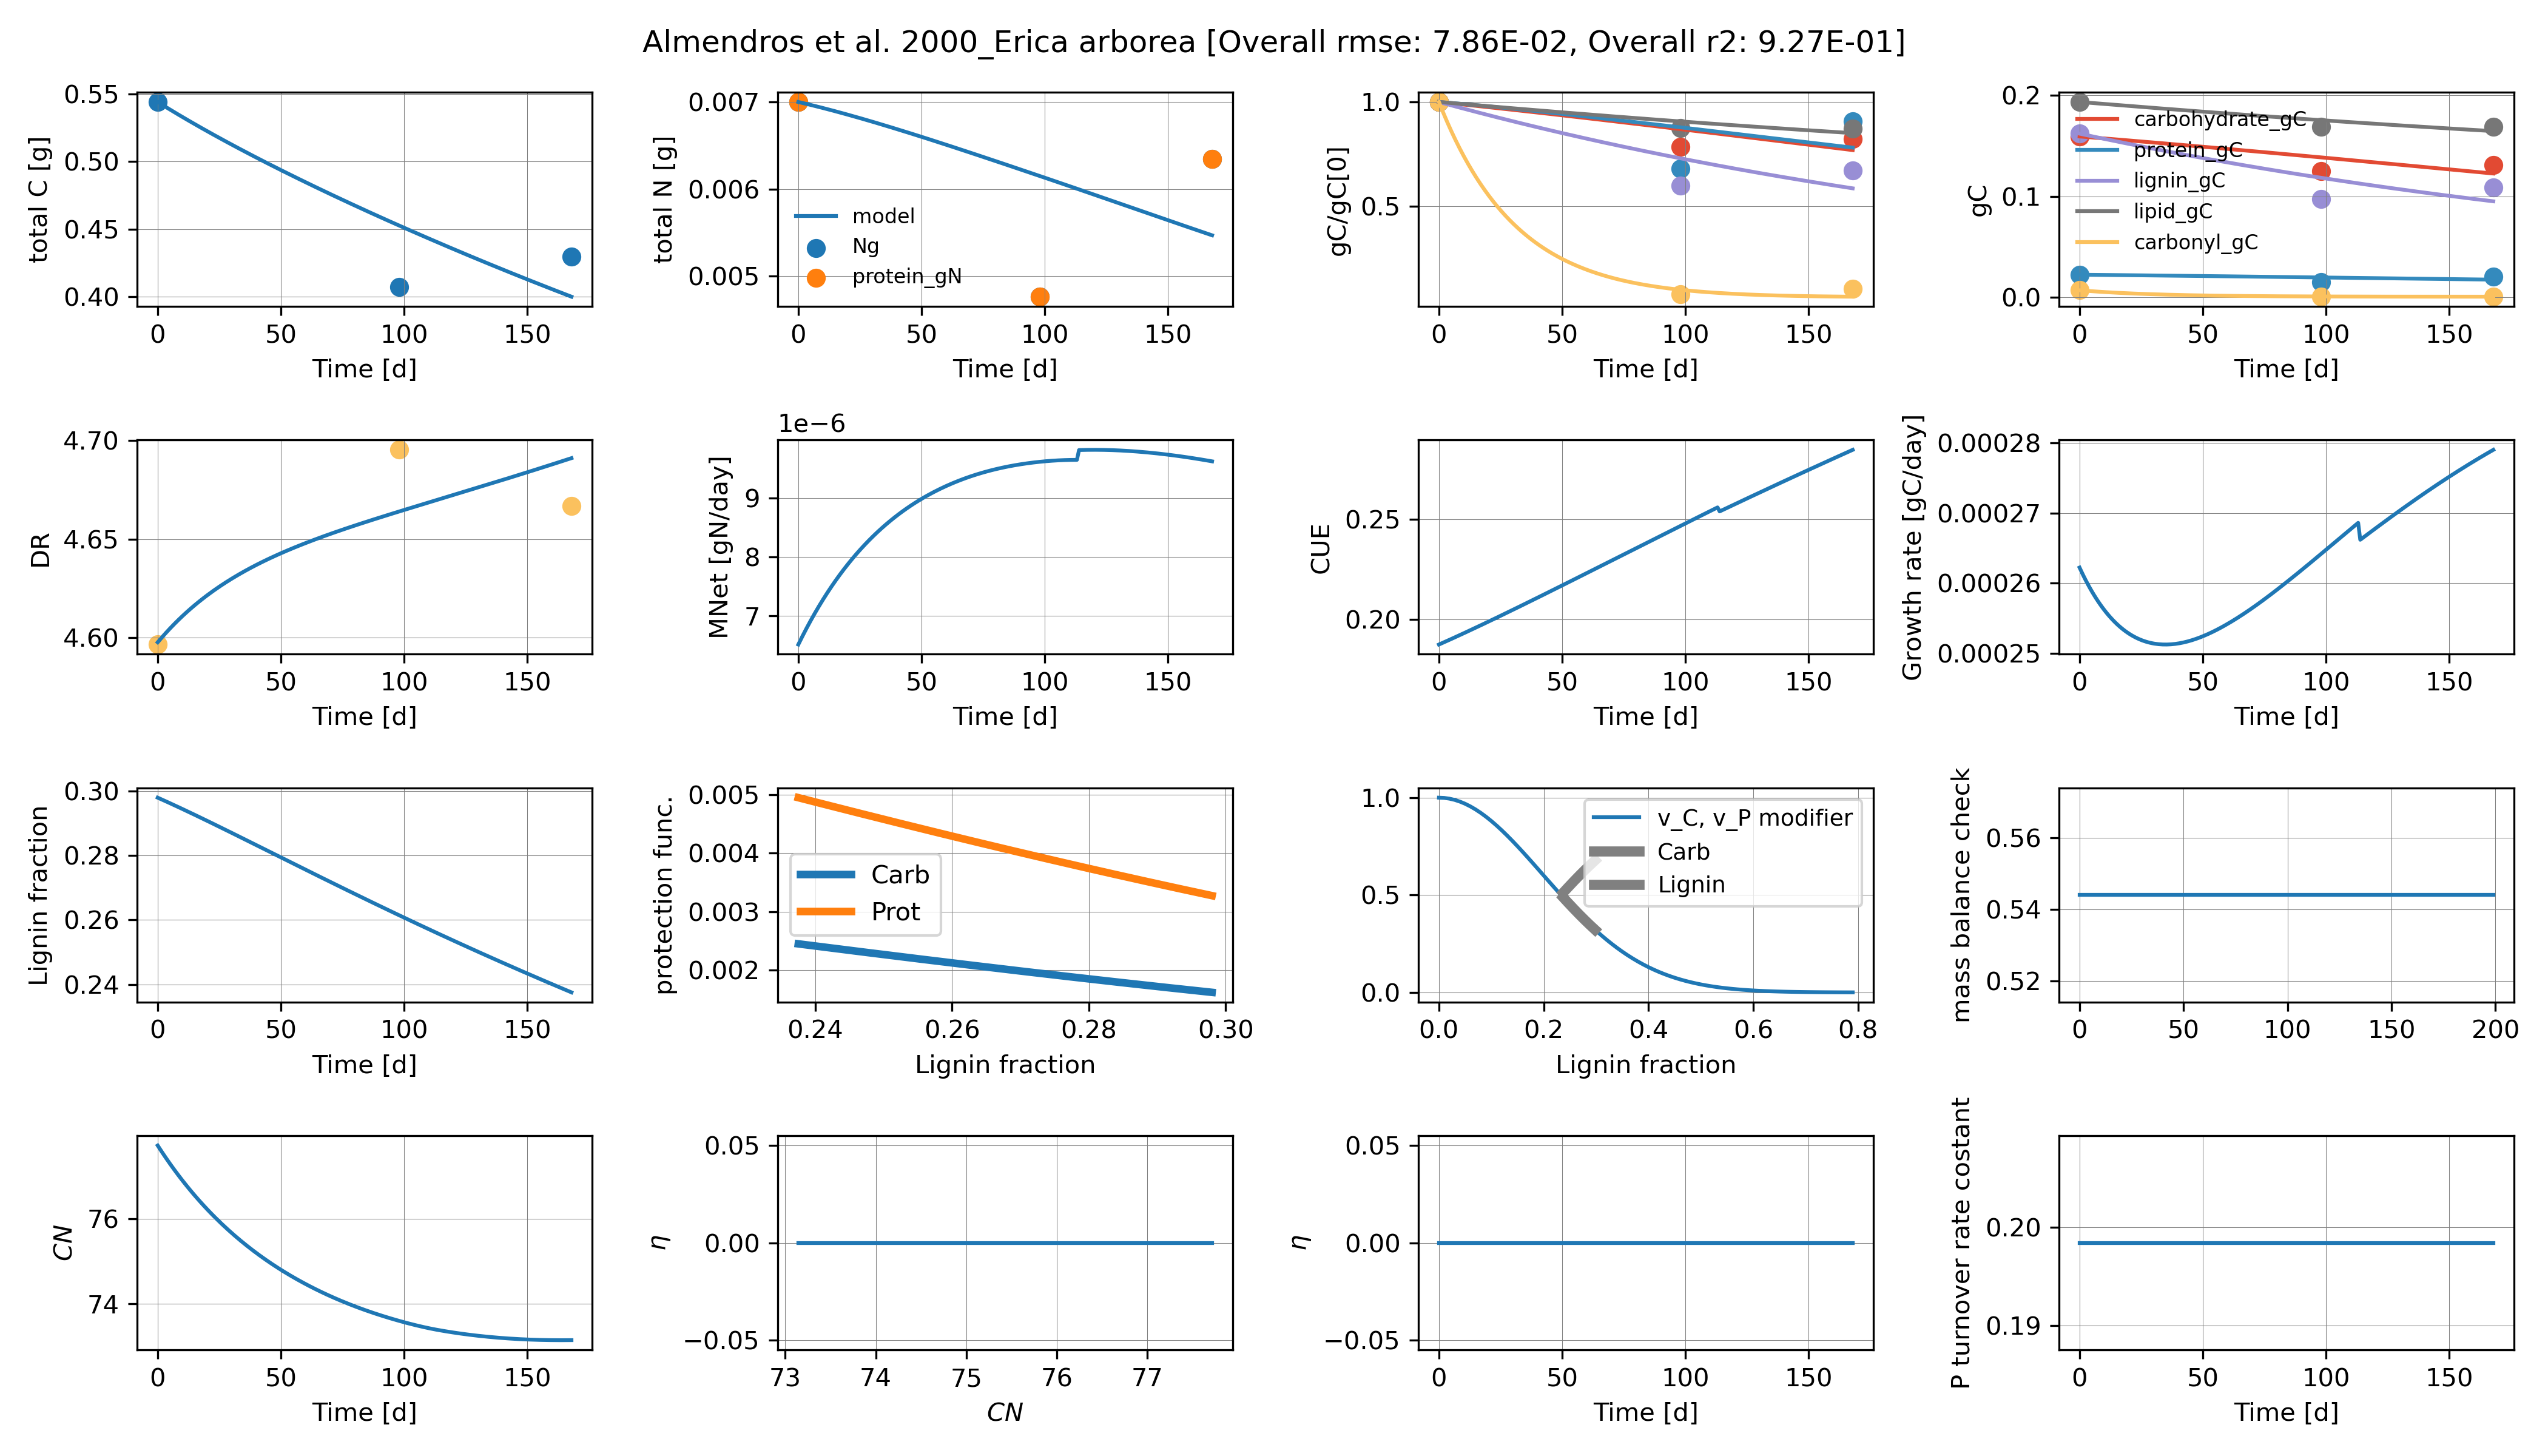 Almendros et al. 2000_Erica arborea [Overall rmse: 7.86E-02, Overall r2: 9.27E-01]
total C [g]
0.55
0.50
0.45
0.40
0 50 100 150
Time [d]
total N [g]
0.007
0.006
0.005
model
Ng
protein_gN
0 50 100 150
Time [d]
gC/gC[0]
1.0
0.5
0 50 100 150
Time [d]
gC
0.2
0.1
0.0
carbohydrate_gC
protein_gC
lignin_gC
lipid_gC
carbonyl_gC
0 50 100 150
Time [d]
DR
4.70
4.65
4.60
0 50 100 150
Time [d]
1e−6
MNet [gN/day]
9
8
7
0 50 100 150
Time [d]
CUE
0.25
0.20
0 50 100 150
Time [d]
Growth rate [gC/day]
0.00028
0.00027
0.00026
0.00025
0 50 100 150
Time [d]
Lignin fraction
0.30
0.28
0.26
0.24
0 50 100 150
Time [d]
protection func.
0.005
0.004
0.003
0.002
Carb
Prot
0.24 0.26 0.28 0.30
Lignin fraction
1.0
0.5
0.0
v_C, v_P modifier
Carb
Lignin
0.0 0.2 0.4 0.6 0.8
Lignin fraction
mass balance check
0.56
0.54
0.52
0 50 100 150 200
CN
76
74
0 50 100 150
Time [d]
η
0.05
0.00
−0.05
73 74 75 76 77
CN
η
0.05
0.00
−0.05
0 50 100 150
Time [d]
P turnover rate costant
0.20
0.19
0 50 100 150
Time [d]